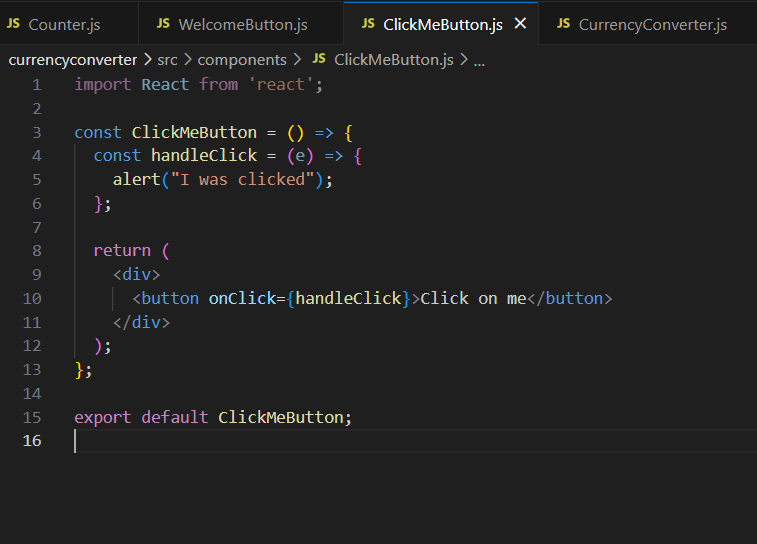 JS Counter.js JS WelcomeButton.js JS ClickMeButton.js × JS CurrencyConverter.js
currencyconverter > src > components > JS ClickMeButton.js > ...
1 import React from 'react';
2
3 const ClickMeButton = () => {
4   const handleClick = (e) => {
5     alert("I was clicked");
6   };
7
8   return (
9     <div>
10       <button onClick={handleClick}>Click on me</button>
11     </div>
12   );
13 };
14
15 export default ClickMeButton;
16